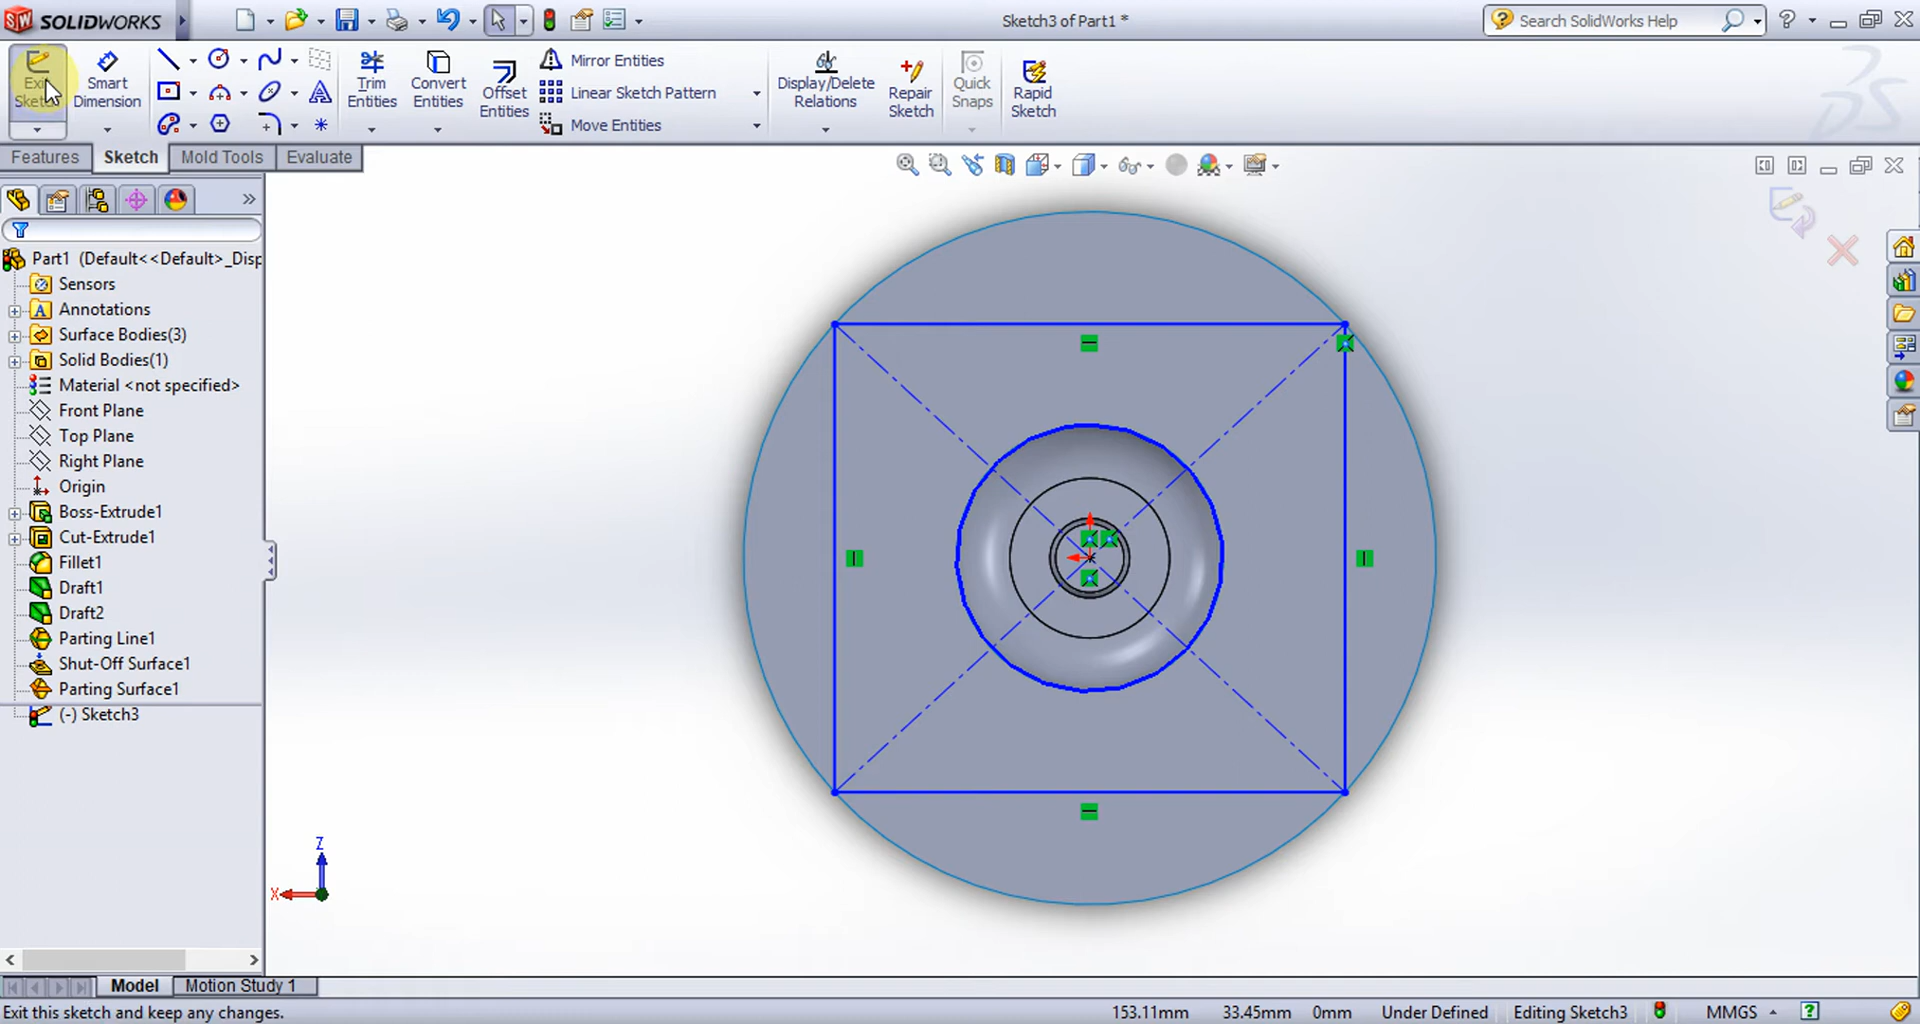 SOLIDWORKS
Sketch3 of Part1 *
Search SolidWorks Help
Exit
Sketch
Smart
Dimension
Trim
Entities
Convert
Entities
Offset
Entities
Mirror Entities
Linear Sketch Pattern
Move Entities
Display/Delete
Relations
Repair
Sketch
Quick
Snaps
Rapid
Sketch
Features
Sketch
Mold Tools
Evaluate
Part1 (Default<<Default>_Disp
Sensors
Annotations
Surface Bodies(3)
Solid Bodies(1)
Material <not specified>
Front Plane
Top Plane
Right Plane
Origin
Boss-Extrude1
Cut-Extrude1
Fillet1
Draft1
Draft2
Parting Line1
Shut-Off Surface1
Parting Surface1
(-) Sketch3
Z
X
Model
Motion Study 1
Exit this sketch and keep any changes.
153.11mm 33.45mm 0mm Under Defined Editing Sketch3 MMGS